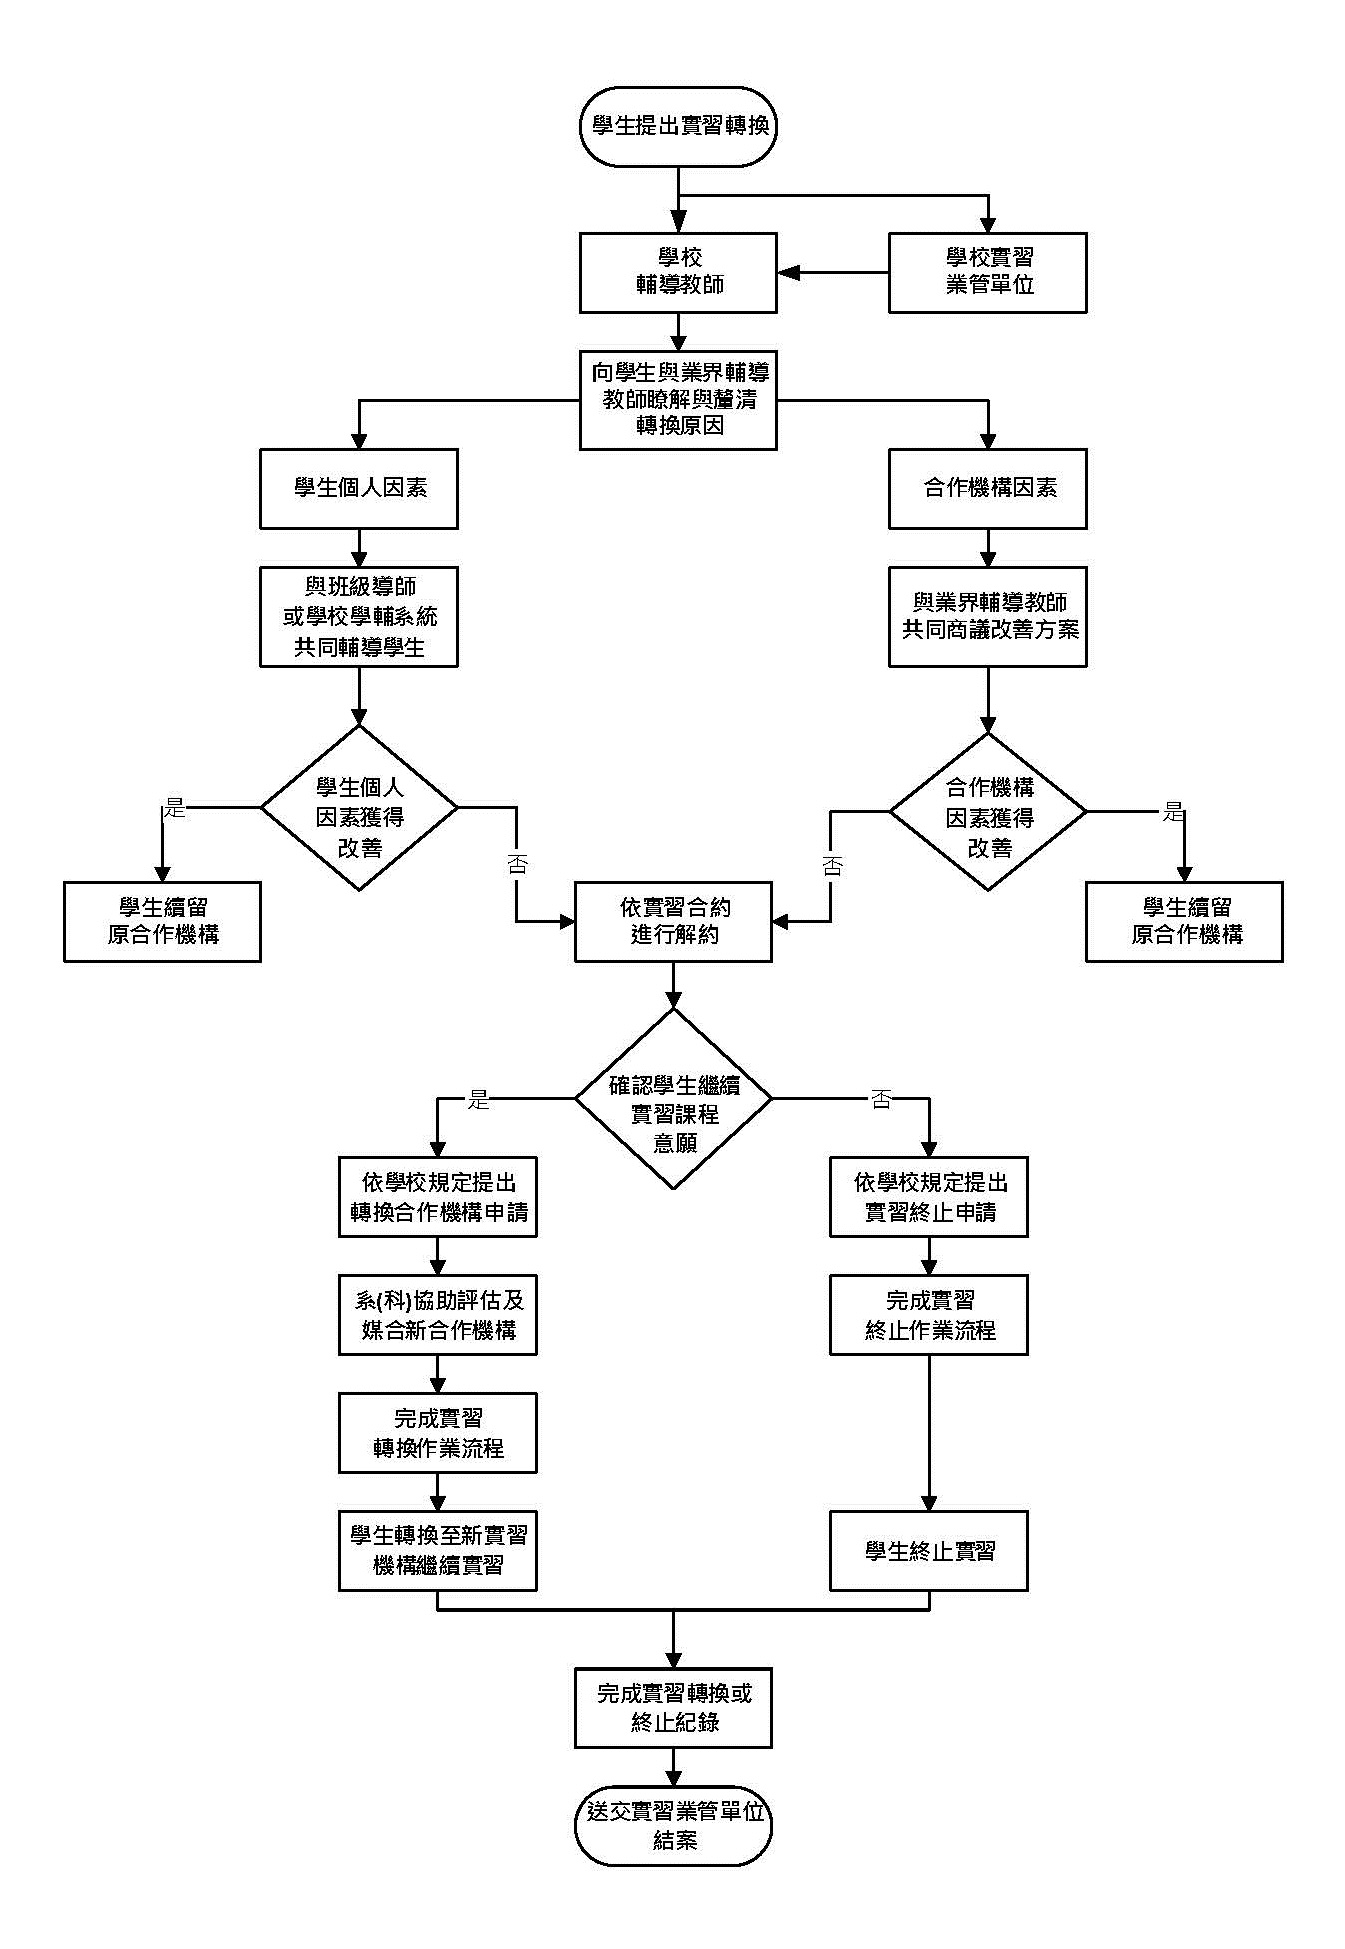 學生提出實習轉換
學校
輔導教師
學校實習
業管單位
向學生與業界輔導
教師瞭解與釐清
轉換原因
學生個人因素
合作機構因素
與班級導師
或學校學輔系統
共同輔導學生
與業界輔導教師
共同商議改善方案
學生個人
因素獲得
改善
合作機構
因素獲得
改善
是
否
否
是
學生續留
原合作機構
依實習合約
進行解約
學生續留
原合作機構
確認學生繼續
實習課程
意願
是
否
依學校規定提出
轉換合作機構申請
依學校規定提出
實習終止申請
系(科)協助評估及
媒合新合作機構
完成實習
終止作業流程
完成實習
轉換作業流程
學生轉換至新實習
機構繼續實習
學生終止實習
完成實習轉換或
終止紀錄
送交實習業管單位
結案